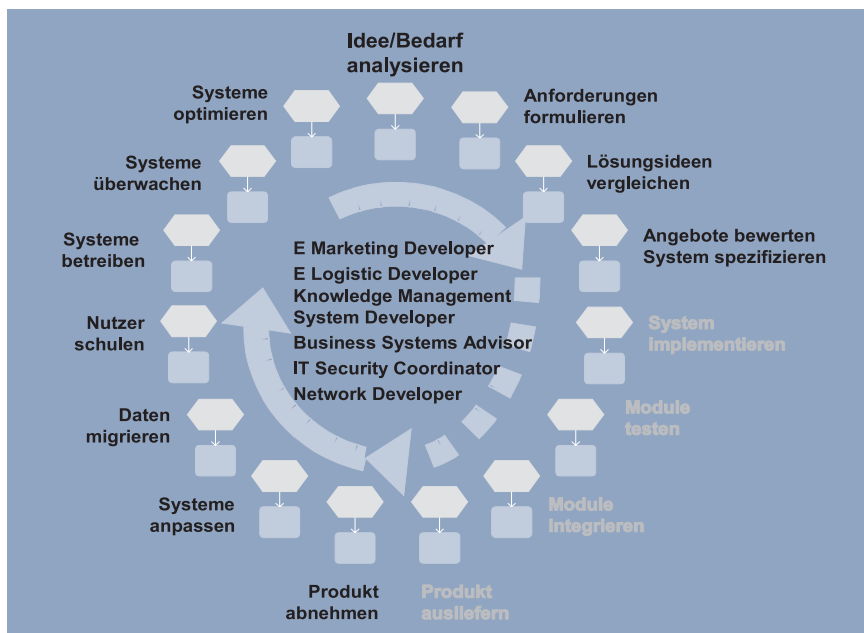 Idee/Bedarf
analysieren
Anforderungen
formulieren
Lösungsideen
vergleichen
Angebote bewerten
System spezifizieren
System
implementieren
Module
testen
Module
integrieren
Produkt
ausliefern
Produkt
abnehmen
Systeme
anpassen
Daten
migrieren
Nutzer
schulen
Systeme
betreiben
Systeme
überwachen
Systeme
optimieren
E Marketing Developer
E Logistic Developer
Knowledge Management
System Developer
Business Systems Advisor
IT Security Coordinator
Network Developer